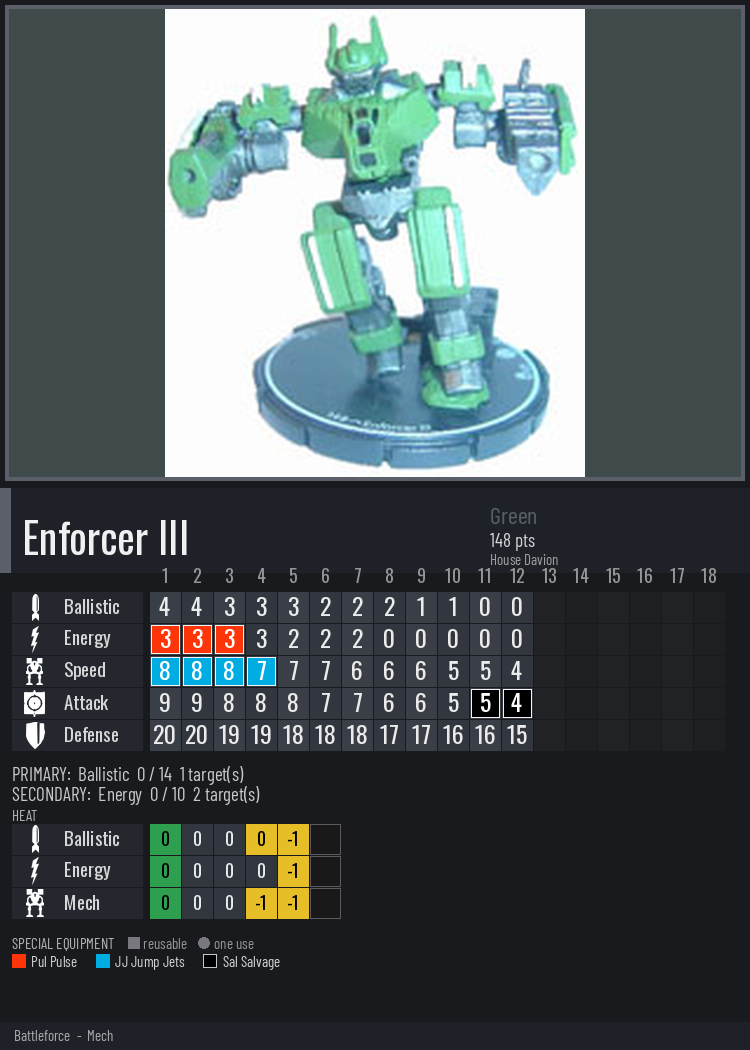 Enforcer III
Green
148 pts
House Davion
1 2 3 4 5 6 7 8 9 10 11 12 13 14 15 16 17 18
Ballistic 4 4 3 3 3 2 2 2 1 1 0 0
Energy 3 3 3 3 2 2 2 0 0 0 0 0
Speed 8 8 8 7 7 7 6 6 6 5 5 4
Attack 9 9 8 8 8 7 7 6 6 5 5 4
Defense 20 20 19 19 18 18 18 17 17 16 16 15
PRIMARY: Ballistic 0 / 14 1 target(s)
SECONDARY: Energy 0 / 10 2 target(s)
HEAT
Ballistic 0 0 0 0 -1
Energy 0 0 0 0 -1
Mech 0 0 0 -1 -1
SPECIAL EQUIPMENT reusable one use
Pul Pulse JJ Jump Jets Sal Salvage
Battleforce - Mech